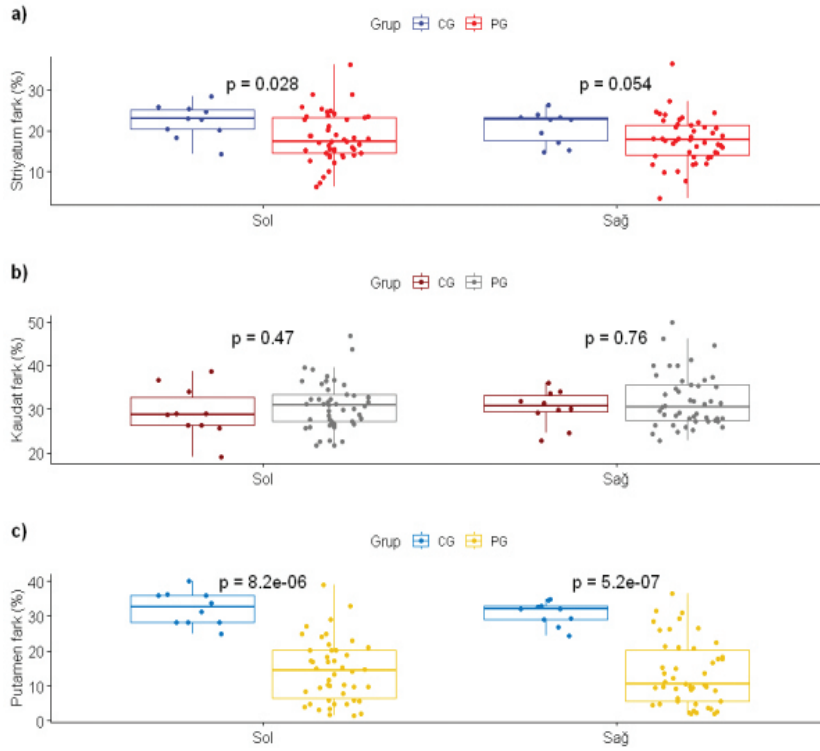 a)
Grup CG PG
Striyatum fark (%)
30
20
10
p = 0.028
p = 0.054
Sol
Sağ
b)
Grup CG PG
Kaudat fark (%)
50
40
30
20
p = 0.47
p = 0.76
Sol
Sağ
c)
Grup CG PG
Putamen fark (%)
40
30
20
10
0
p = 8.2e-06
p = 5.2e-07
Sol
Sağ